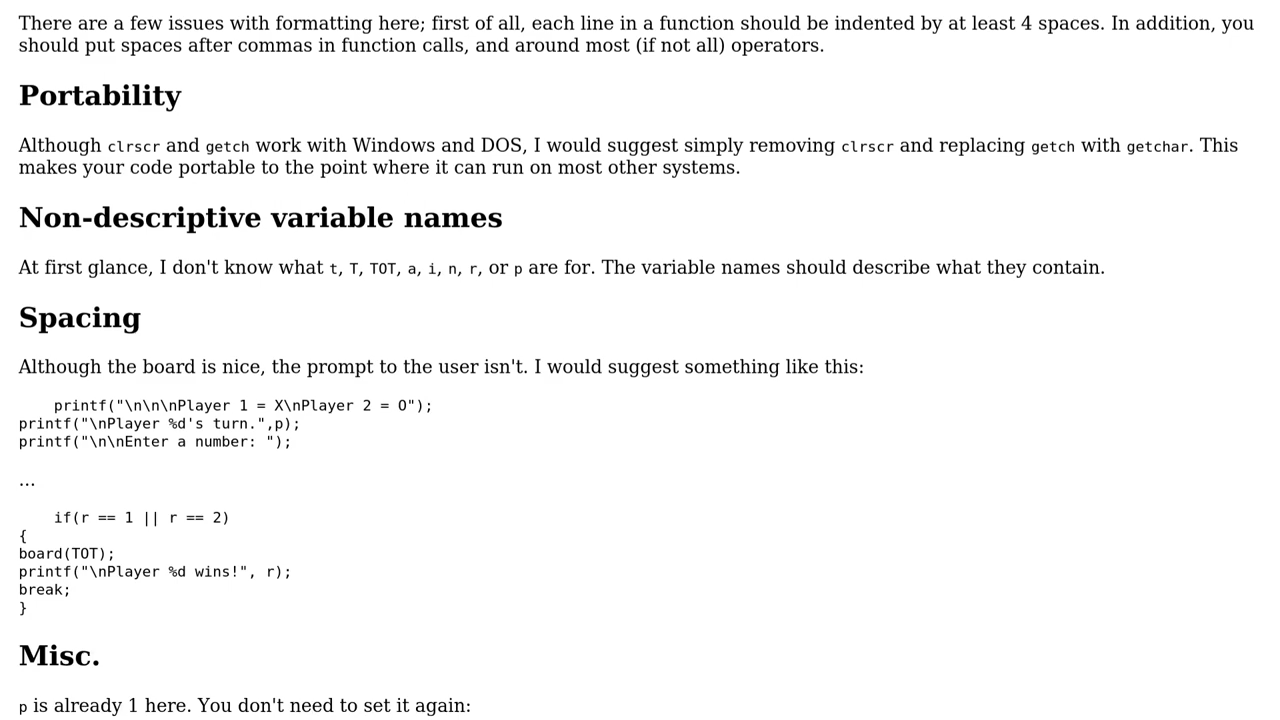 There are a few issues with formatting here; first of all, each line in a function should be indented by at least 4 spaces. In addition, you
should put spaces after commas in function calls, and around most (if not all) operators.
Portability
Although clrscr and getch work with Windows and DOS, I would suggest simply removing clrscr and replacing getch with getchar. This
makes your code portable to the point where it can run on most other systems.
Non-descriptive variable names
At first glance, I don't know what t, T, TOT, a, i, n, r, or p are for. The variable names should describe what they contain.
Spacing
Although the board is nice, the prompt to the user isn't. I would suggest something like this:
    printf("\n\n\nPlayer 1 = X\nPlayer 2 = O");
printf("\nPlayer %d's turn.",p);
printf("\n\nEnter a number: ");
...
    if(r == 1 || r == 2)
{
board(TOT);
printf("\nPlayer %d wins!", r);
break;
}
Misc.
p is already 1 here. You don't need to set it again: